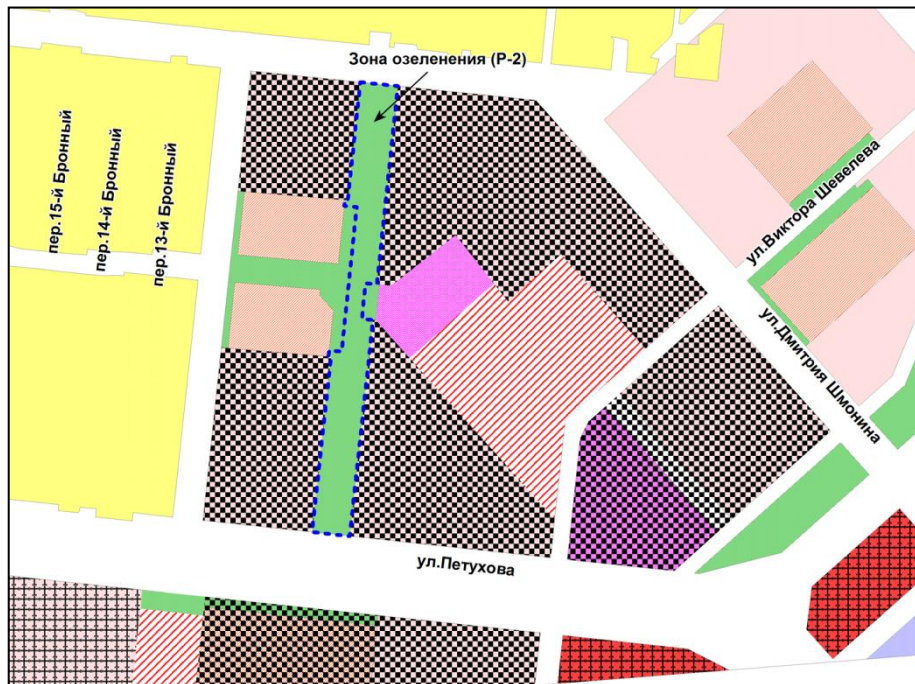 Зона озеленения (Р-2)
пер.15-й Бронный
пер.14-й Бронный
пер.13-й Бронный
ул.Виктора Шевелева
ул.Дмитрия Шмонина
ул.Петухова